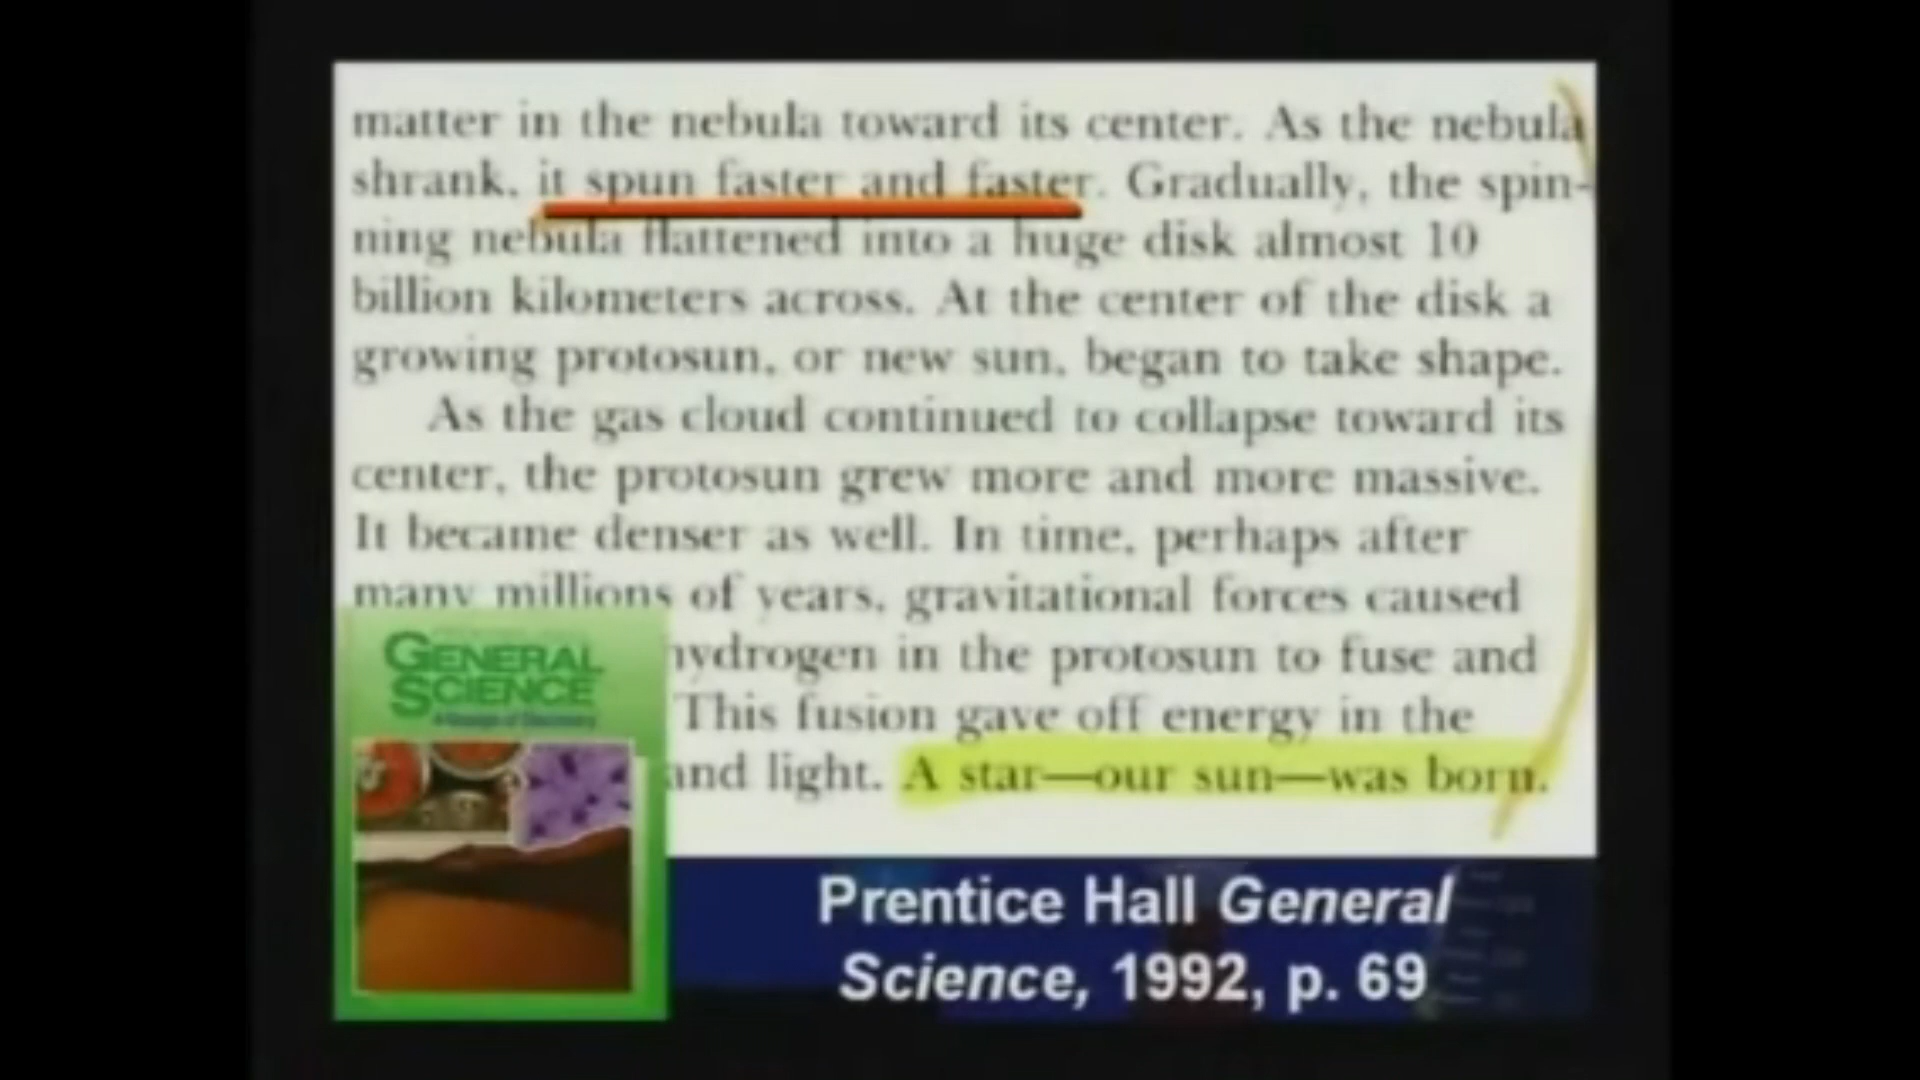 matter in the nebula toward its center. As the nebula
shrank, it spun faster and faster. Gradually, the spin-
ning nebula flattened into a huge disk almost 10
billion kilometers across. At the center of the disk a
growing protosun, or new sun, began to take shape.
As the gas cloud continued to collapse toward its
center, the protosun grew more and more massive.
It became denser as well. In time, perhaps after
many millions of years, gravitational forces caused
hydrogen in the protosun to fuse and
This fusion gave off energy in the
and light. A star—our sun—was born.
GENERAL
SCIENCE
Prentice Hall General
Science, 1992, p. 69